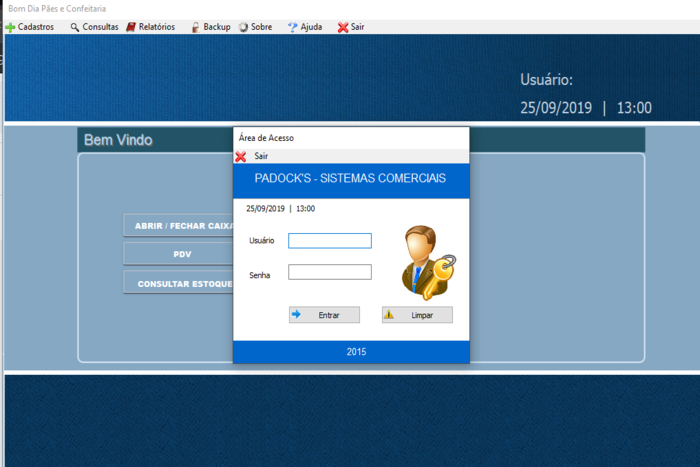 Bom Dia Pães e Confeitaria
Cadastros Consultas Relatórios Backup Sobre Ajuda Sair
Usuário:
25/09/2019 | 13:00
Bem Vindo
ABRIR / FECHAR CAIXA
PDV
CONSULTAR ESTOQUE
Área de Acesso
Sair
PADOCK'S - SISTEMAS COMERCIAIS
25/09/2019 | 13:00
Usuário
Senha
Entrar Limpar
2015